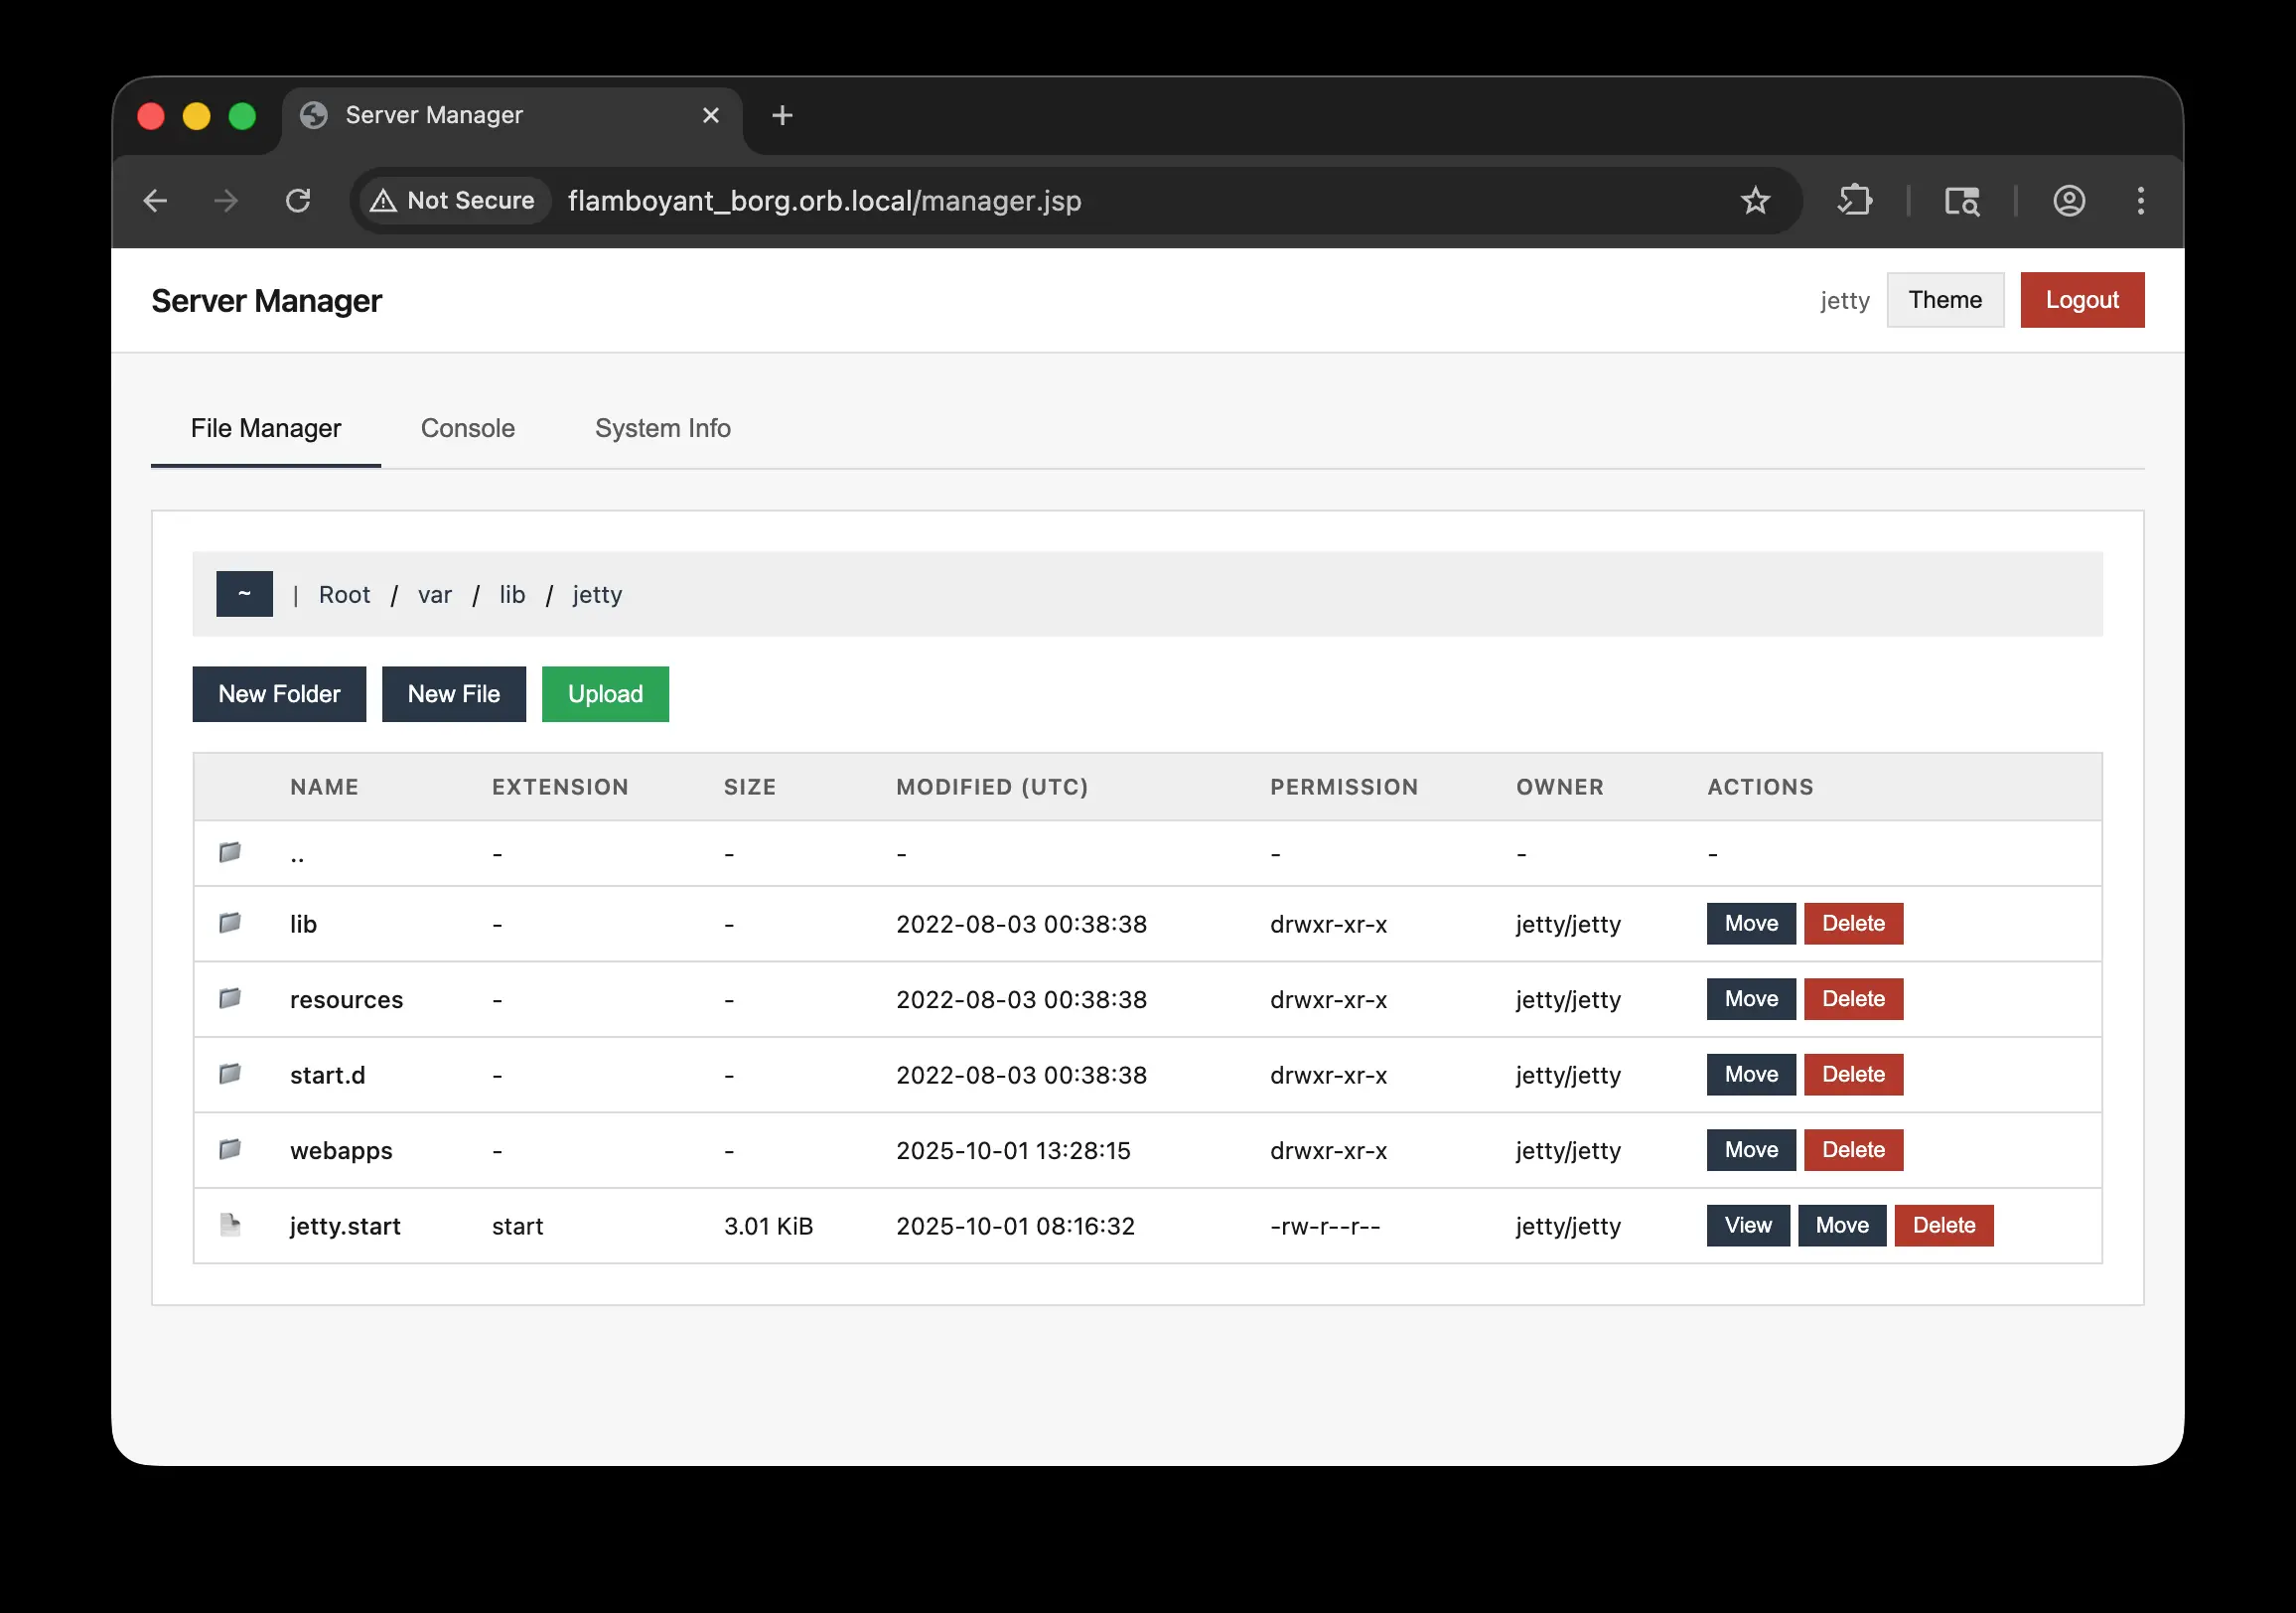 Server Manager
Not Secure flamboyant_borg.orb.local/manager.jsp
Server Manager jetty Theme Logout
File Manager Console System Info
~ | Root / var / lib / jetty
New Folder New File Upload
NAME EXTENSION SIZE MODIFIED (UTC) PERMISSION OWNER ACTIONS
.. - - - - - -
lib - - 2022-08-03 00:38:38 drwxr-xr-x jetty/jetty Move Delete
resources - - 2022-08-03 00:38:38 drwxr-xr-x jetty/jetty Move Delete
start.d - - 2022-08-03 00:38:38 drwxr-xr-x jetty/jetty Move Delete
webapps - - 2025-10-01 13:28:15 drwxr-xr-x jetty/jetty Move Delete
jetty.start start 3.01 KiB 2025-10-01 08:16:32 -rw-r--r-- jetty/jetty View Move Delete